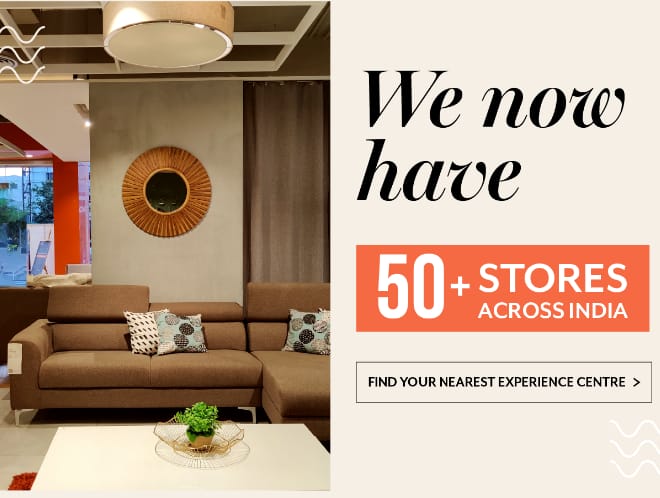 We now
have
50+ STORES
ACROSS INDIA
FIND YOUR NEAREST EXPERIENCE CENTRE >